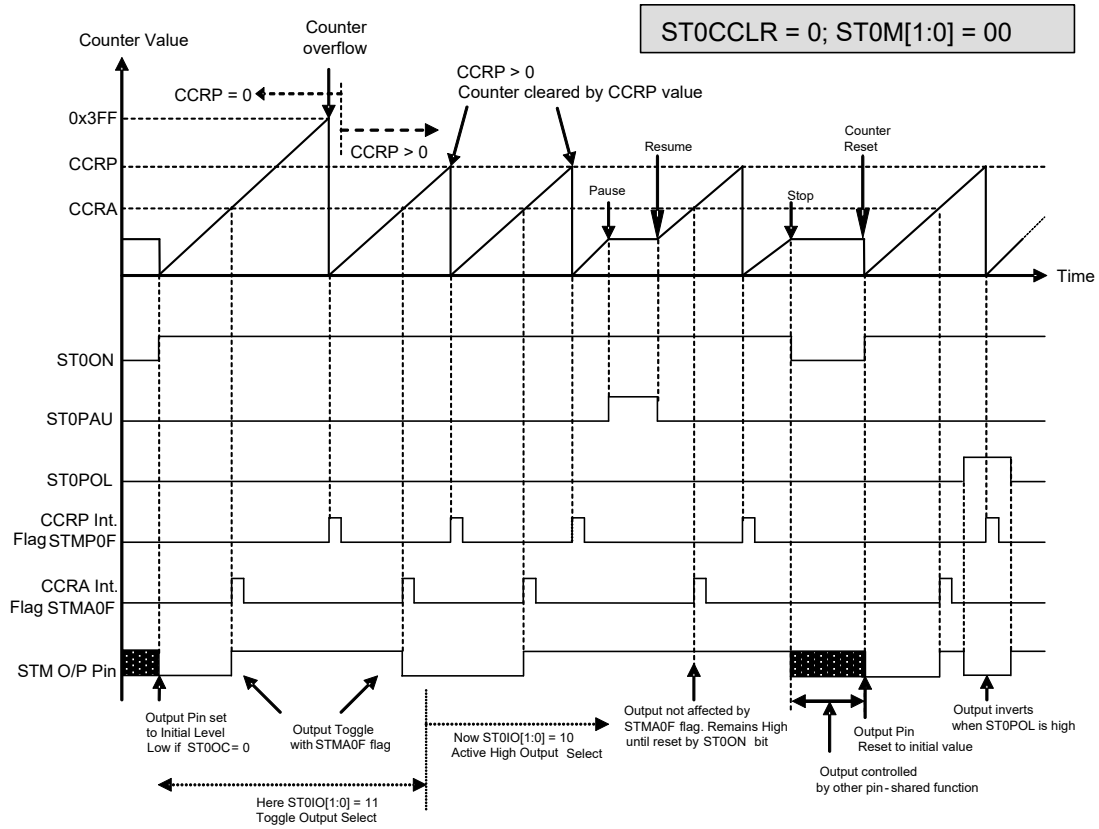 ST0CCLR = 0; ST0M[1:0] = 00
Counter Value
Counter
overflow
CCRP = 0
CCRP > 0
CCRP > 0
Counter cleared by CCRP value
0x3FF
CCRP
CCRA
Pause
Resume
Stop
Counter
Reset
Time
ST0ON
ST0PAU
ST0POL
CCRP Int.
Flag STMP0F
CCRA Int.
Flag STMA0F
STM O/P Pin
Output Pin set
to Initial Level
Low if ST0OC= 0
Output Toggle
with STMA0F flag
Now ST0IO[1:0] = 10
Active High Output Select
Output not affected by
STMA0F flag. Remains High
until reset by ST0ON bit
Output Pin
Reset to initial value
Output inverts
when ST0POL is high
Output controlled
by other pin-shared function
Here ST0IO[1:0] = 11
Toggle Output Select